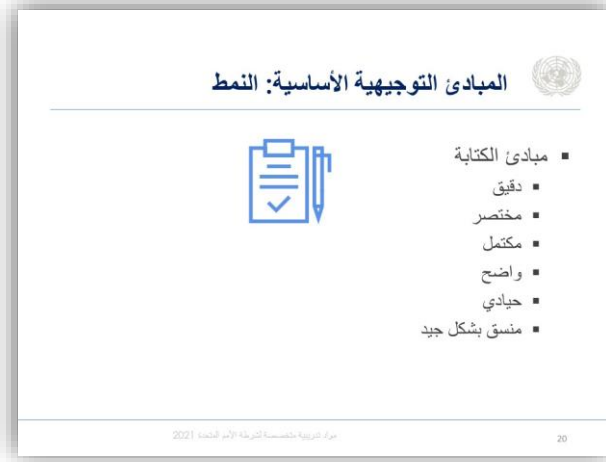 المبادئ التوجيهية الأساسية: النمط
مبادئ الكتابة
دقيق
مختصر
مكتمل
واضح
حيادي
منسق بشكل جيد
مواد تدريبية متخصصة لشرطة الأمم المتحدة 2021
20